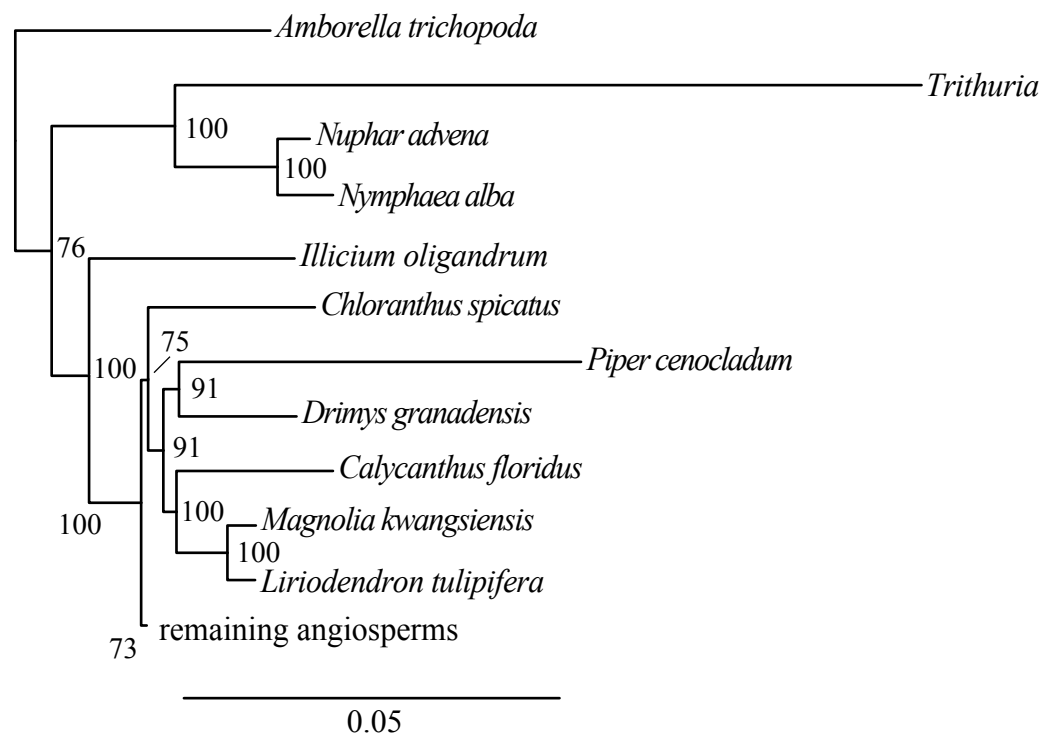 Amborella trichopoda
Trithuria
100
Nuphar advena
100
Nymphaea alba
76
Illicium oligandrum
Chloranthus spicatus
75
100
Piper cenocladum
91
Drimys granadensis
91
Calycanthus floridus
100
Magnolia kwangsiensis
100
100
Liriodendron tulipifera
remaining angiosperms
73
0.05